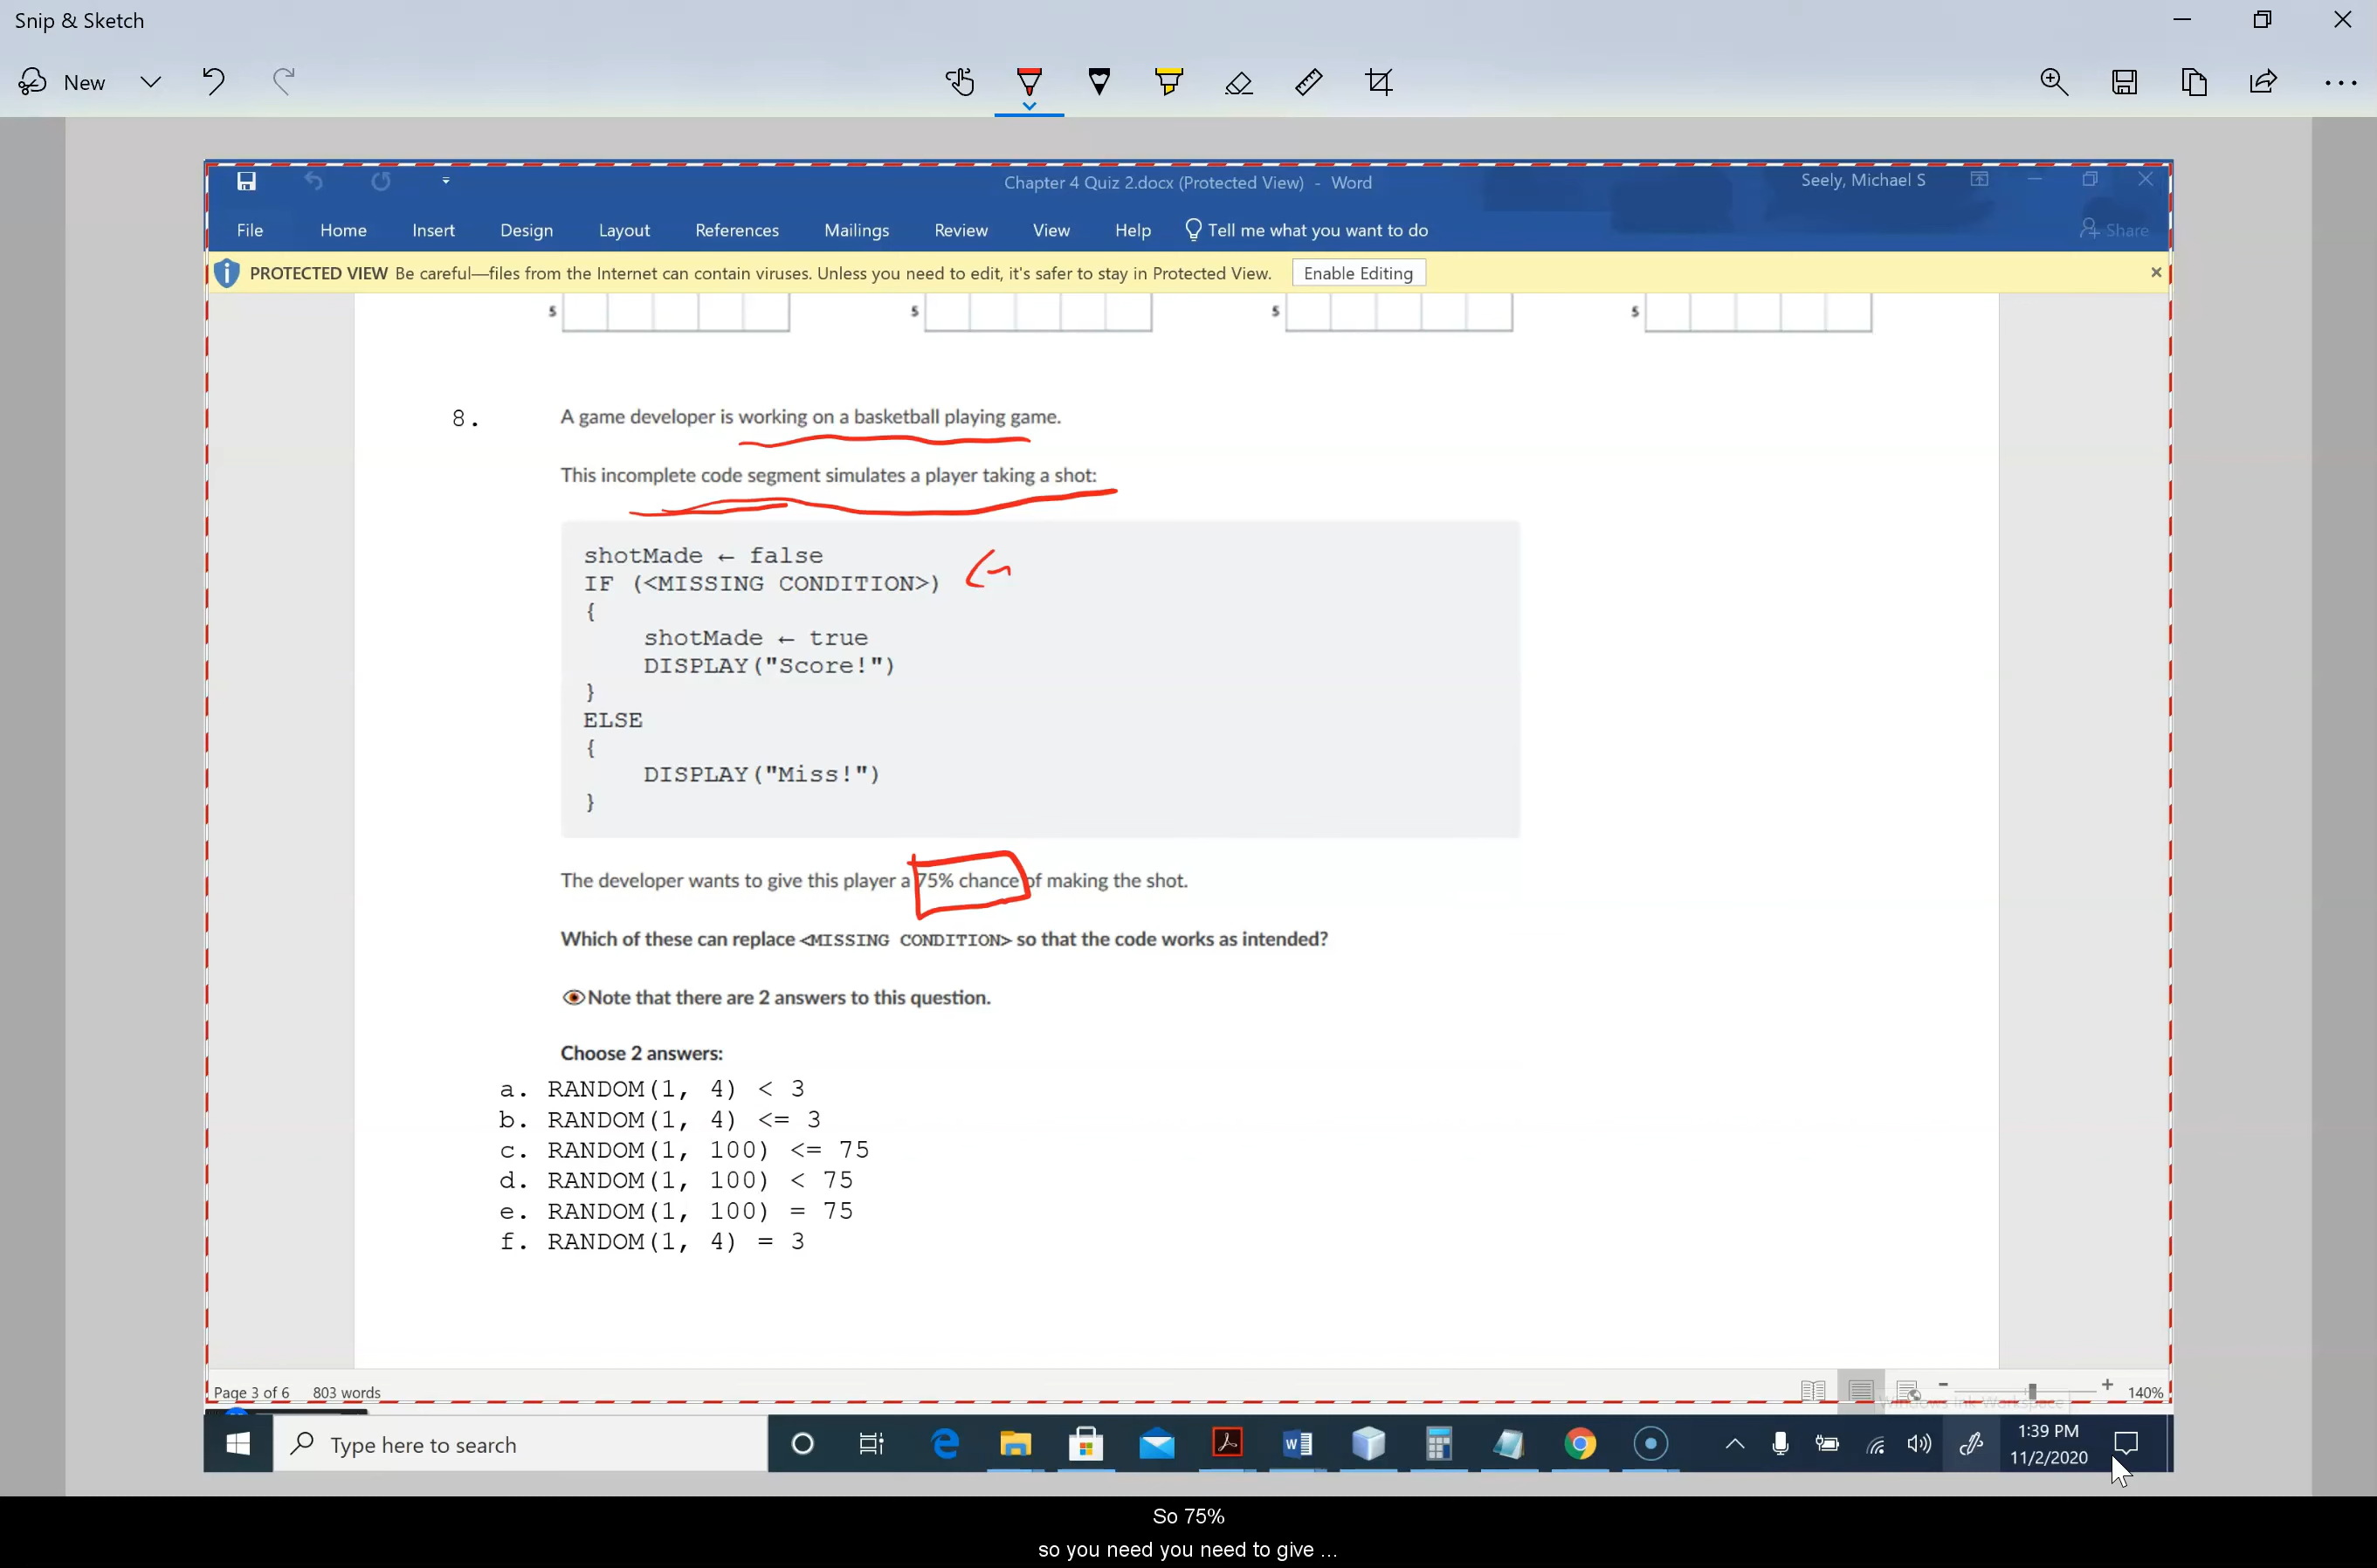 Snip & Sketch
New
Chapter 4 Quiz 2.docx (Protected View) - Word
Seely, Michael S
File Home Insert Design Layout References Mailings Review View Help Tell me what you want to do Share
PROTECTED VIEW Be careful—files from the Internet can contain viruses. Unless you need to edit, it's safer to stay in Protected View. Enable Editing
5 5 5 5
8. A game developer is working on a basketball playing game.
This incomplete code segment simulates a player taking a shot:
shotMade ← false
IF (<MISSING CONDITION>)
{
shotMade ← true
DISPLAY("Score!")
}
ELSE
{
DISPLAY("Miss!")
}
The developer wants to give this player a 75% chance of making the shot.
Which of these can replace <MISSING CONDITION> so that the code works as intended?
Note that there are 2 answers to this question.
Choose 2 answers:
a. RANDOM(1, 4) < 3
b. RANDOM(1, 4) <= 3
c. RANDOM(1, 100) <= 75
d. RANDOM(1, 100) < 75
e. RANDOM(1, 100) = 75
f. RANDOM(1, 4) = 3
Page 3 of 6 803 words
140%
Windows Ink Workspace
Type here to search
1:39 PM
11/2/2020
So 75%
so you need you need to give ...